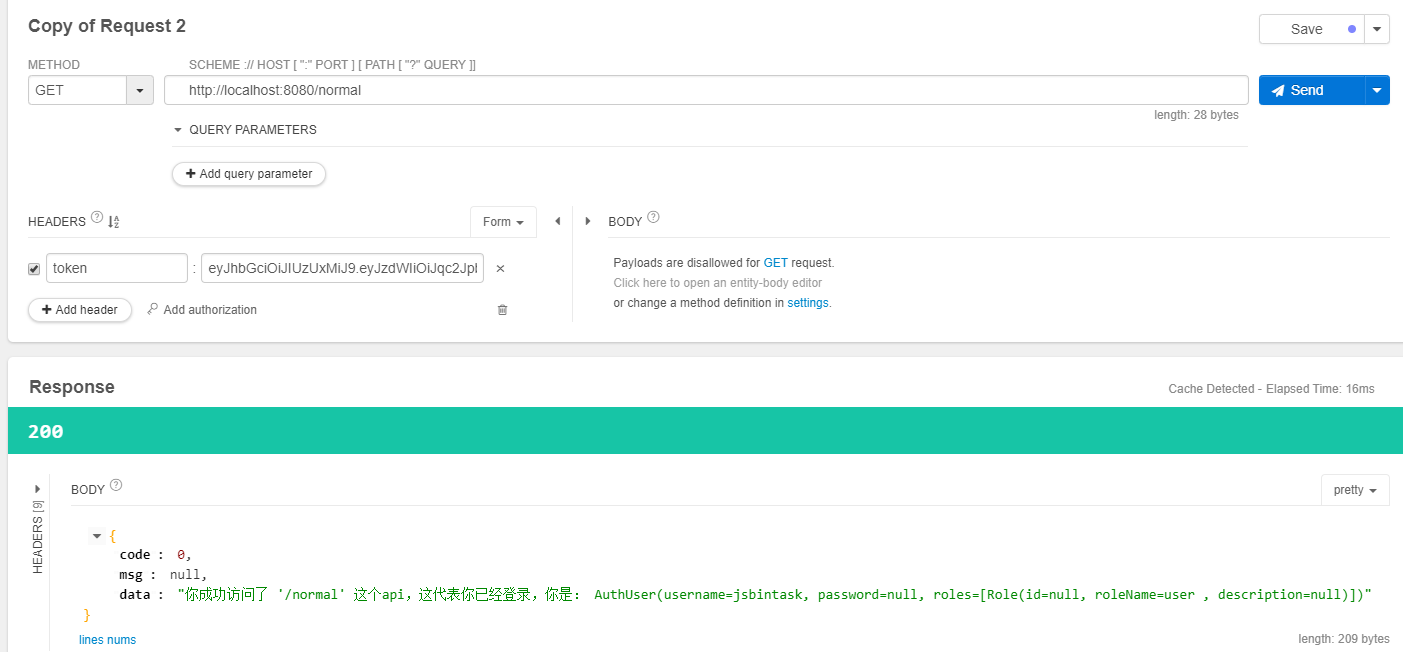 Copy of Request 2
Save
METHOD
SCHEME :// HOST [ ":" PORT ] [ PATH [ "?" QUERY ]]
GET
http://localhost:8080/normal
Send
length: 28 bytes
QUERY PARAMETERS
+ Add query parameter
HEADERS ? A Z
Form
BODY ?
token : eyJhbGciOiJIUzUxMiJ9.eyJzdWIiOiJqc2Jpl ×
Payloads are disallowed for GET request.
Click here to open an entity-body editor
or change a method definition in settings.
+ Add header
Add authorization
Response
Cache Detected - Elapsed Time: 16ms
200
HEADERS [9]
BODY ?
pretty
{
code : 0,
msg : null,
data : "你成功访问了 '/normal' 这个api，这代表你已经登录，你是： AuthUser(username=jsbintask, password=null, roles=[Role(id=null, roleName=user , description=null)])"
}
lines nums
length: 209 bytes